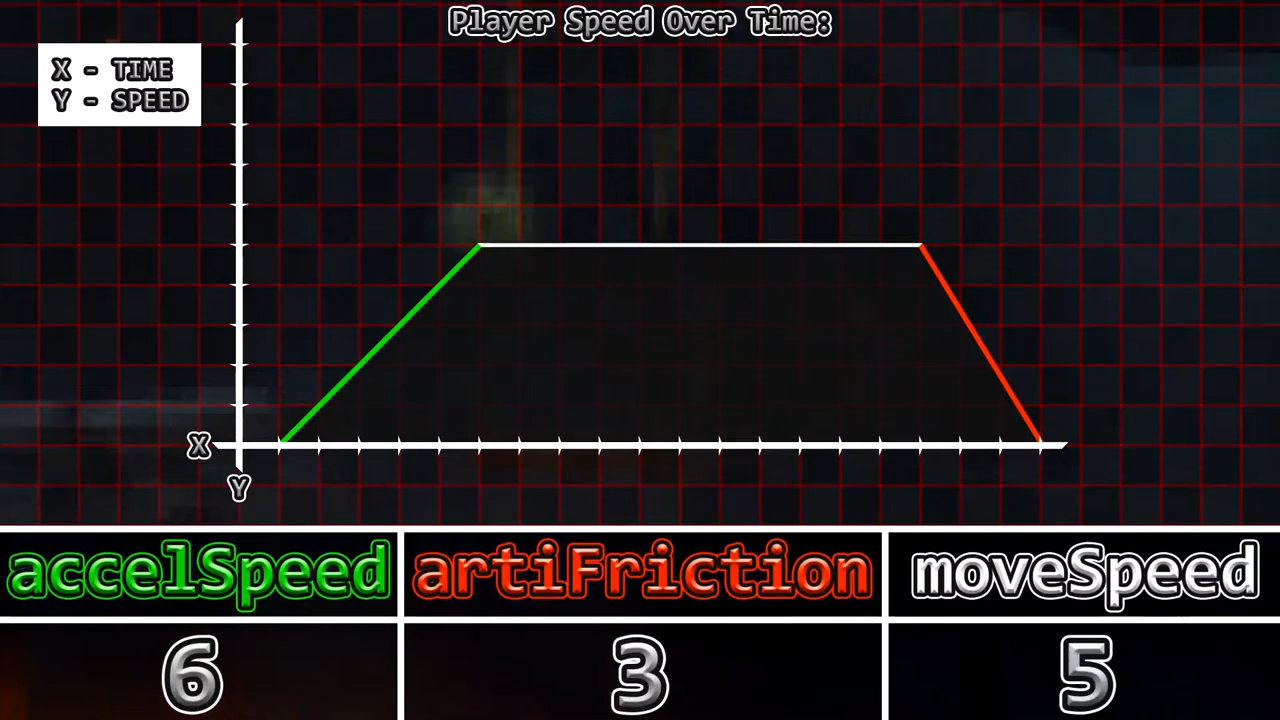 Player Speed Over Time:
X - TIME
Y - SPEED
X
Y
accelSpeed artiFriction moveSpeed
6 3 5